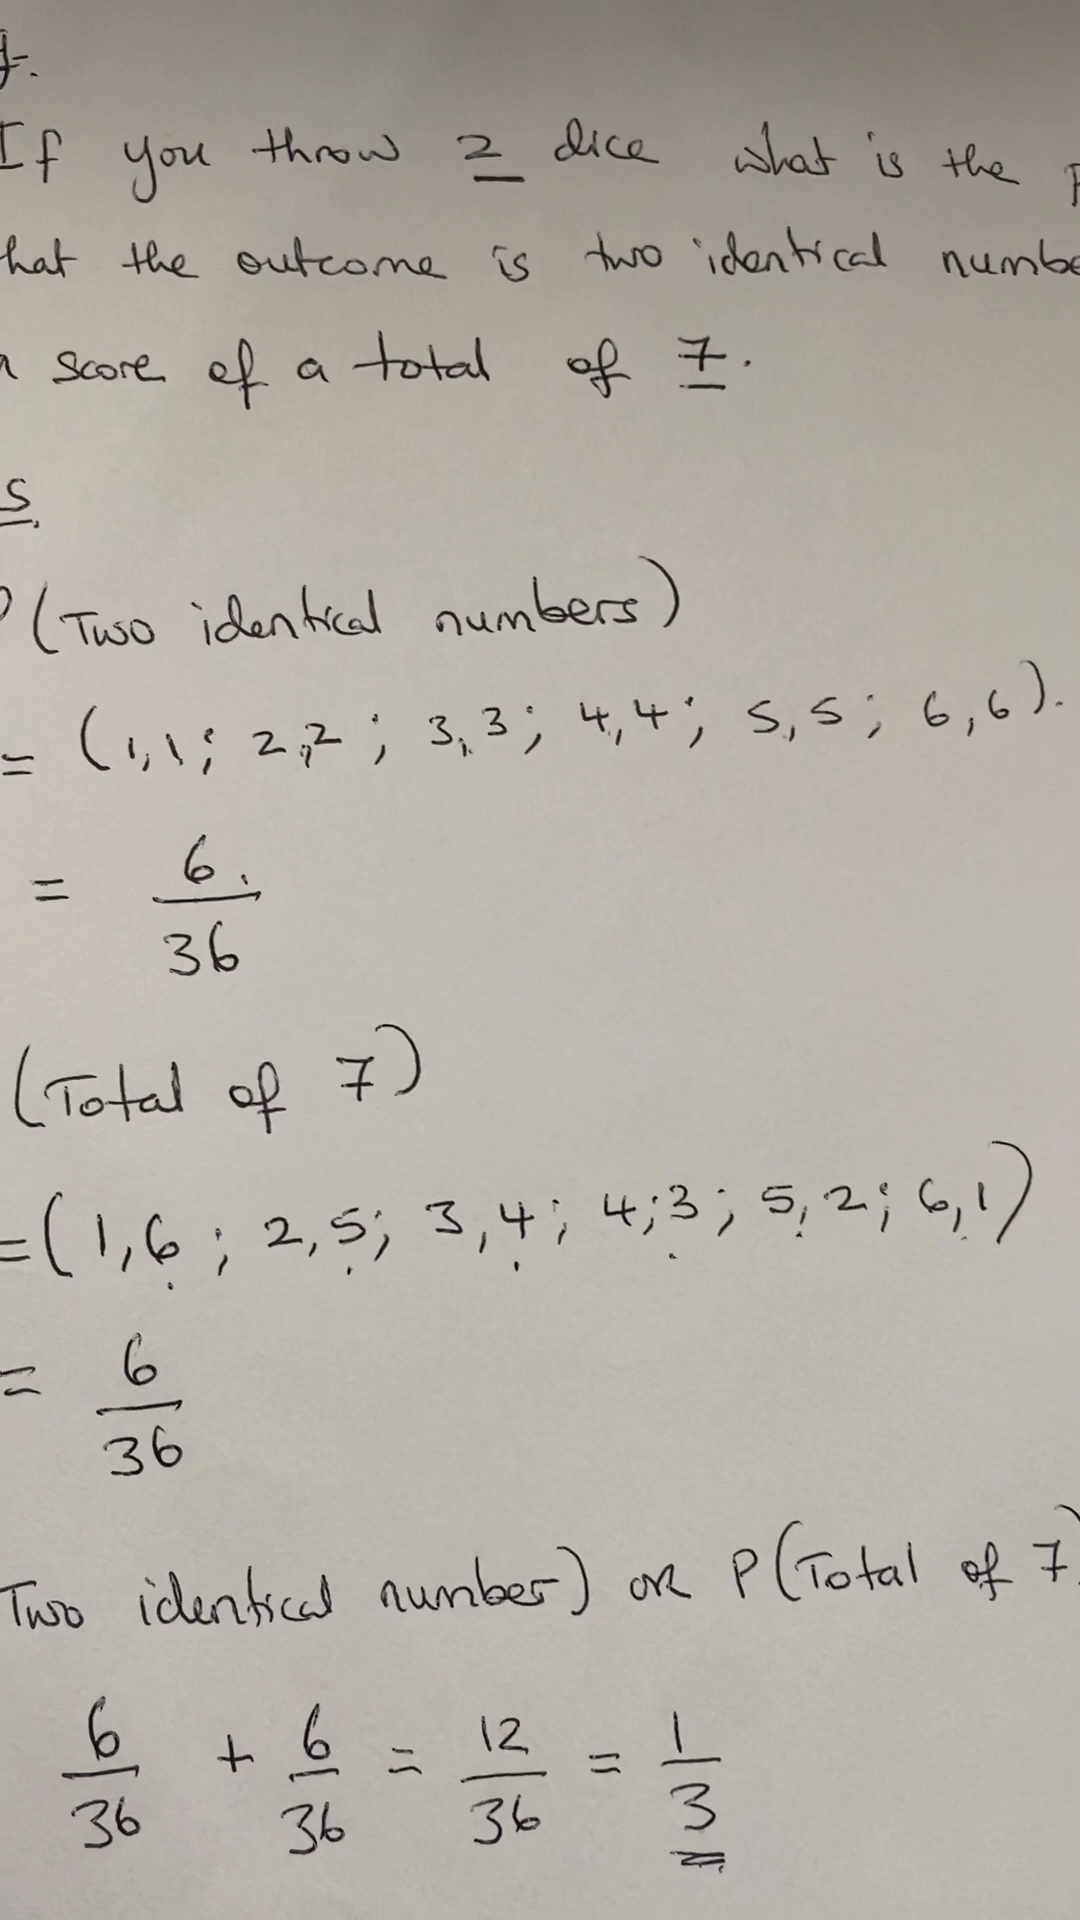 7.
If you throw 2 dice what is the
hat the outcome is two identical numbe
score of a total of 7.
s.
(Two identical numbers)
= (1,1; 2,2; 3,3; 4,4; 5,5; 6,6).
= 6/36
(Total of 7)
=(1,6; 2,5; 3,4; 4;3; 5,2; 6,1)
= 6/36
Two identical number) or P(Total of 7)
6/36 + 6/36 = 12/36 = 1/3